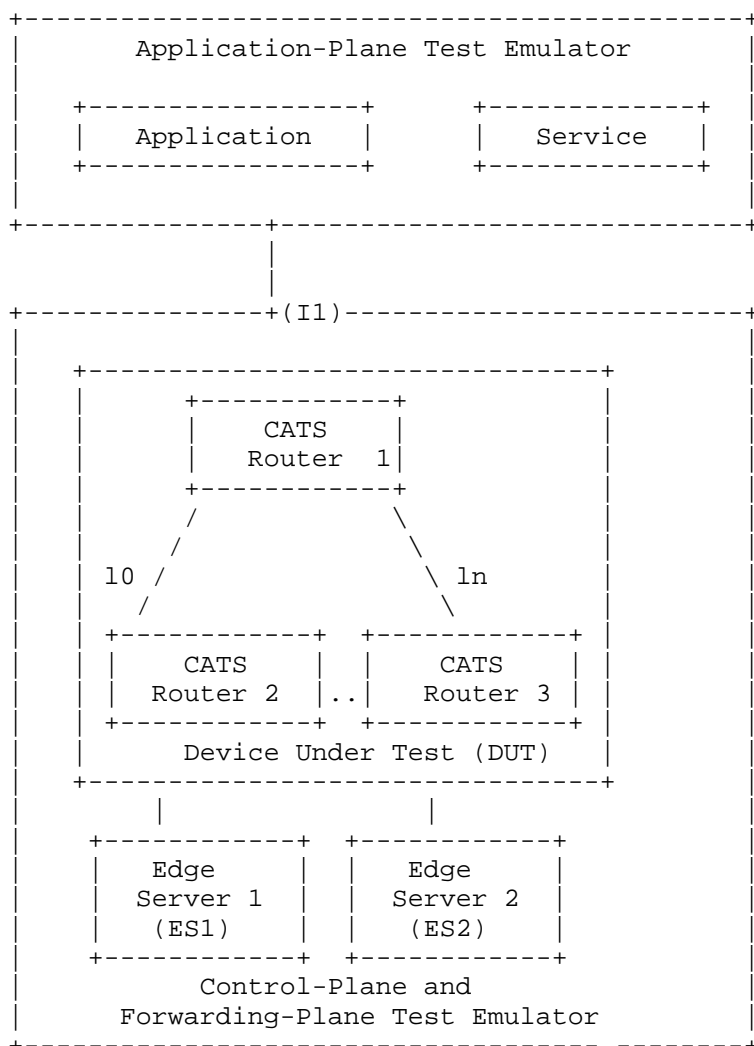 Application-Plane Test Emulator
Application Service
(I1)
CATS
Router 1
l0 ln
CATS CATS
Router 2 .. Router 3
Device Under Test (DUT)
Edge Edge
Server 1 Server 2
(ES1) (ES2)
Control-Plane and
Forwarding-Plane Test Emulator